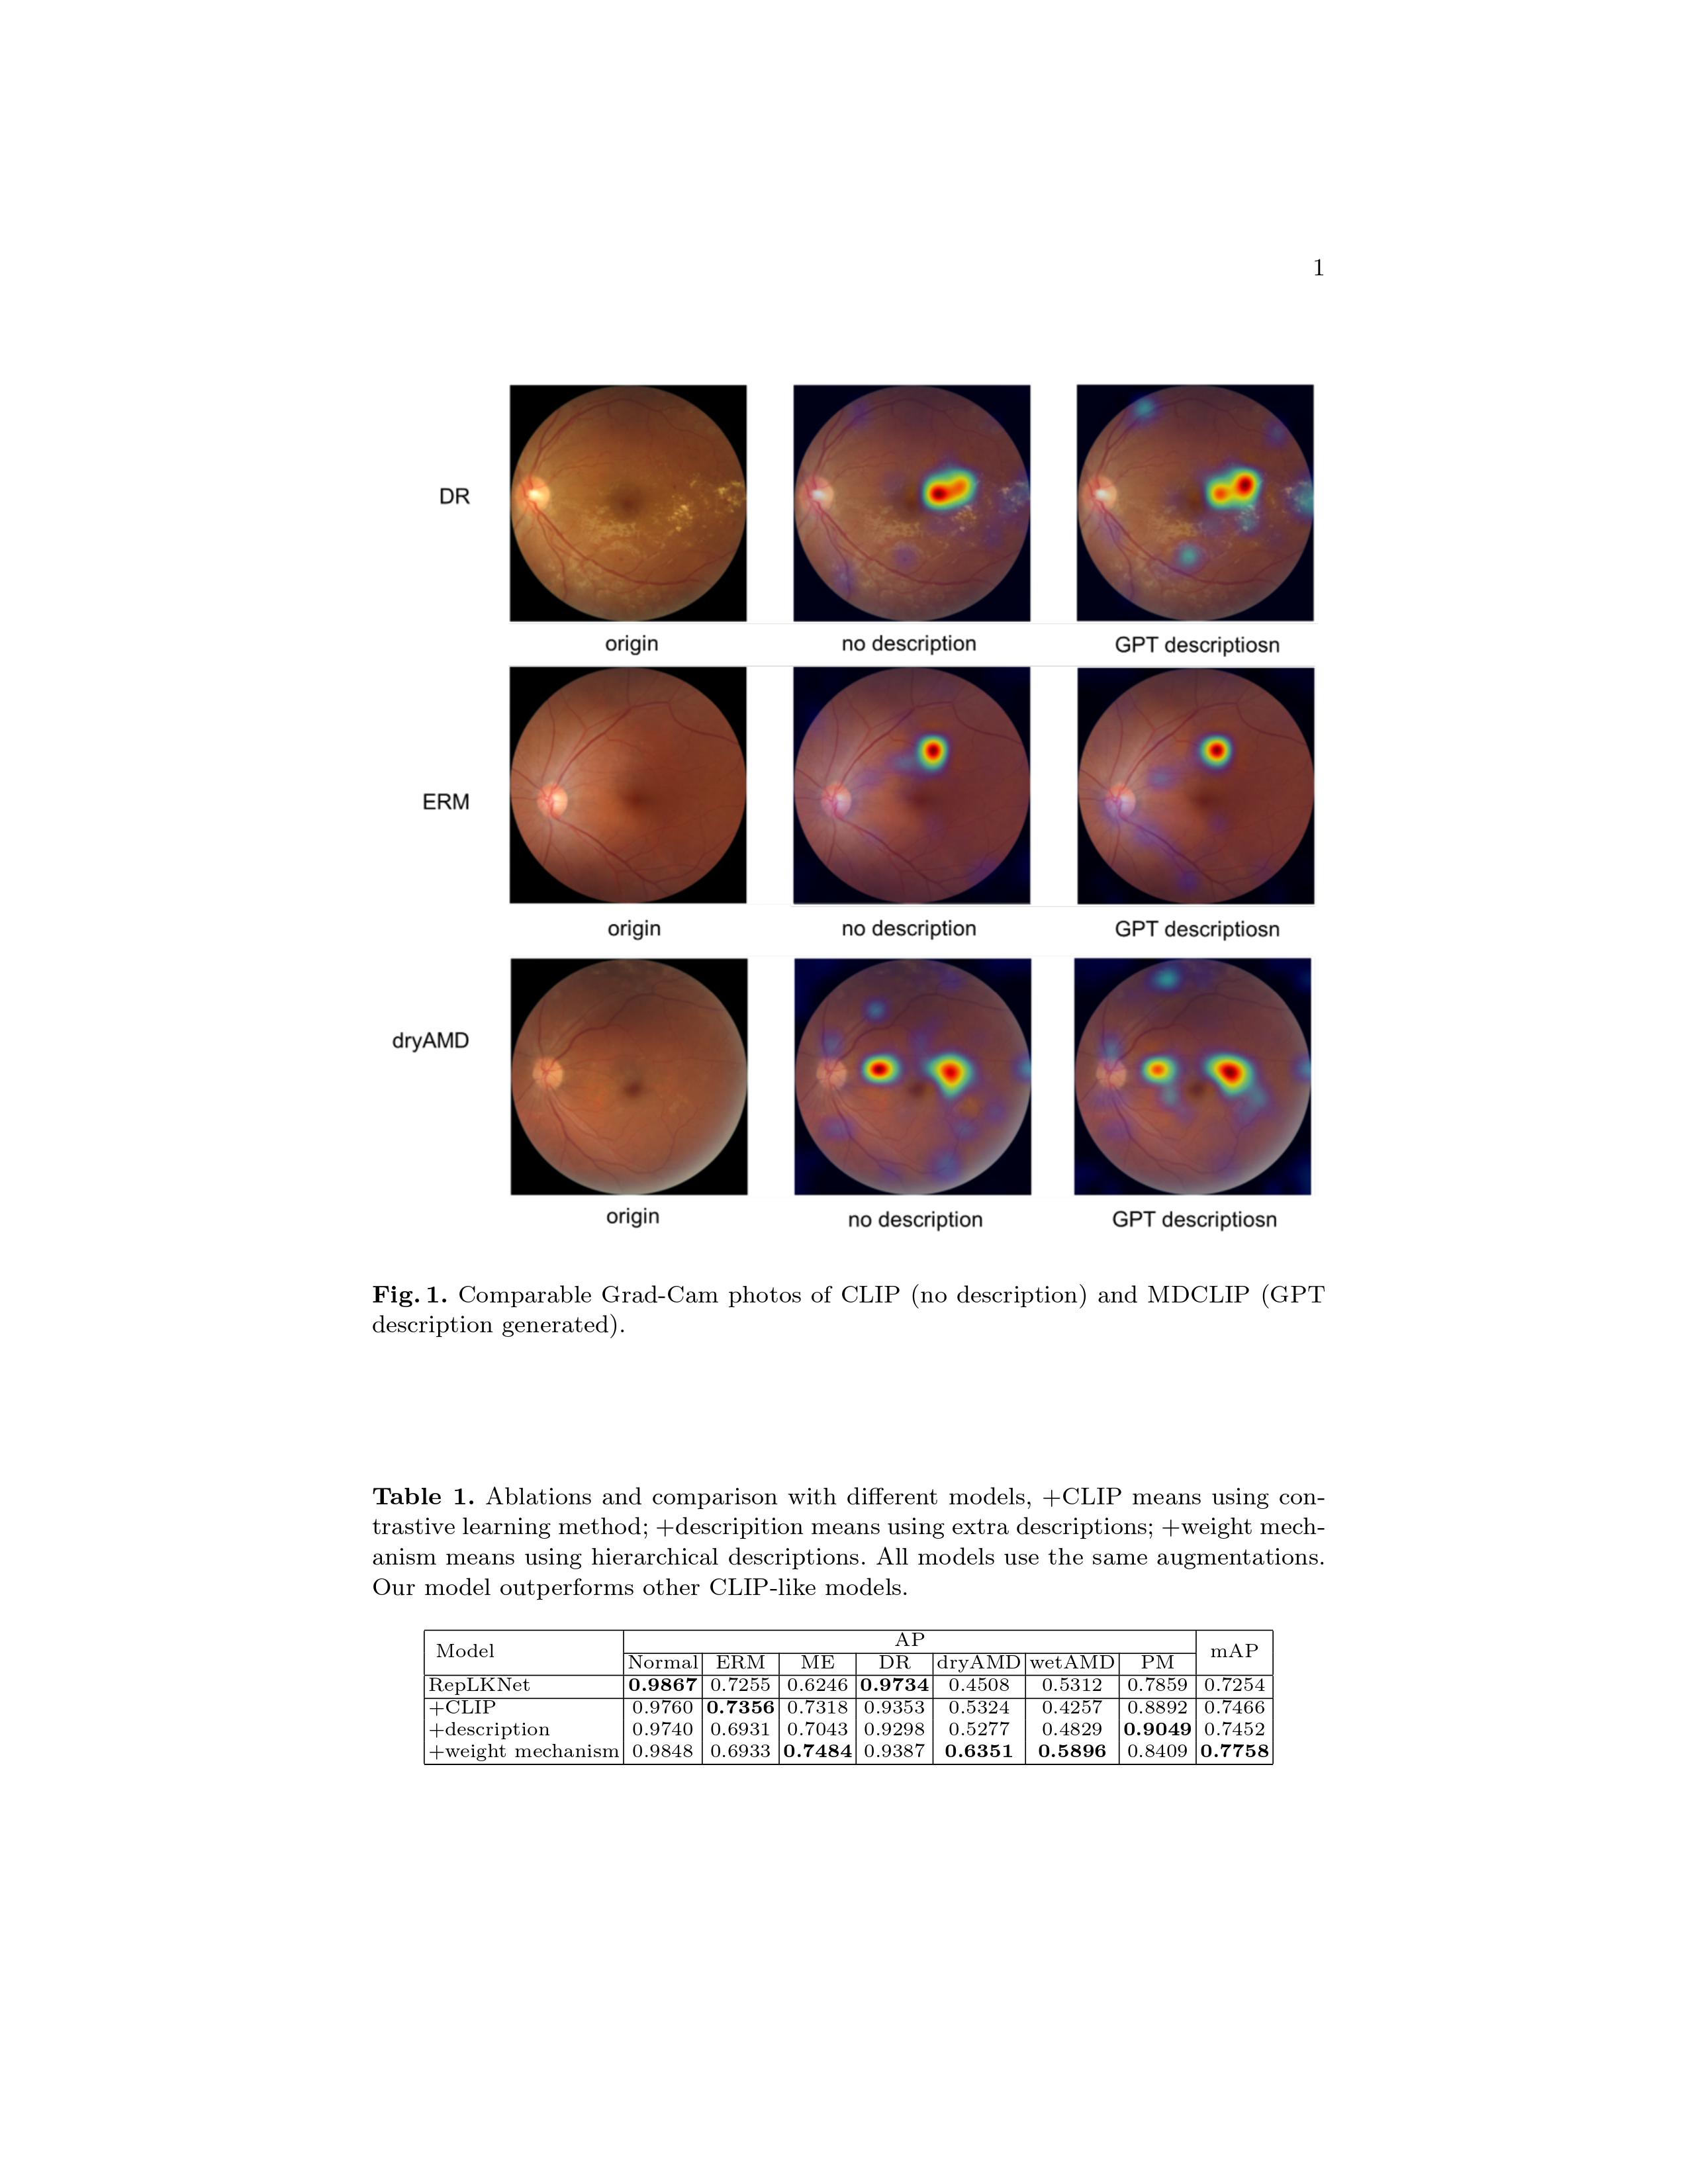 1
DR
origin no description GPT descriptiosn
ERM
origin no description GPT descriptiosn
dryAMD
origin no description GPT descriptiosn
Fig. 1. Comparable Grad-Cam photos of CLIP (no description) and MDCLIP (GPT
description generated).
Table 1. Ablations and comparison with different models, +CLIP means using con-
trastive learning method; +descripition means using extra descriptions; +weight mech-
anism means using hierarchical descriptions. All models use the same augmentations.
Our model outperforms other CLIP-like models.
Model AP mAP
Normal ERM ME DR dryAMD wetAMD PM
RepLKNet 0.9867 0.7255 0.6246 0.9734 0.4508 0.5312 0.7859 0.7254
+CLIP 0.9760 0.7356 0.7318 0.9353 0.5324 0.4257 0.8892 0.7466
+description 0.9740 0.6931 0.7043 0.9298 0.5277 0.4829 0.9049 0.7452
+weight mechanism 0.9848 0.6933 0.7484 0.9387 0.6351 0.5896 0.8409 0.7758